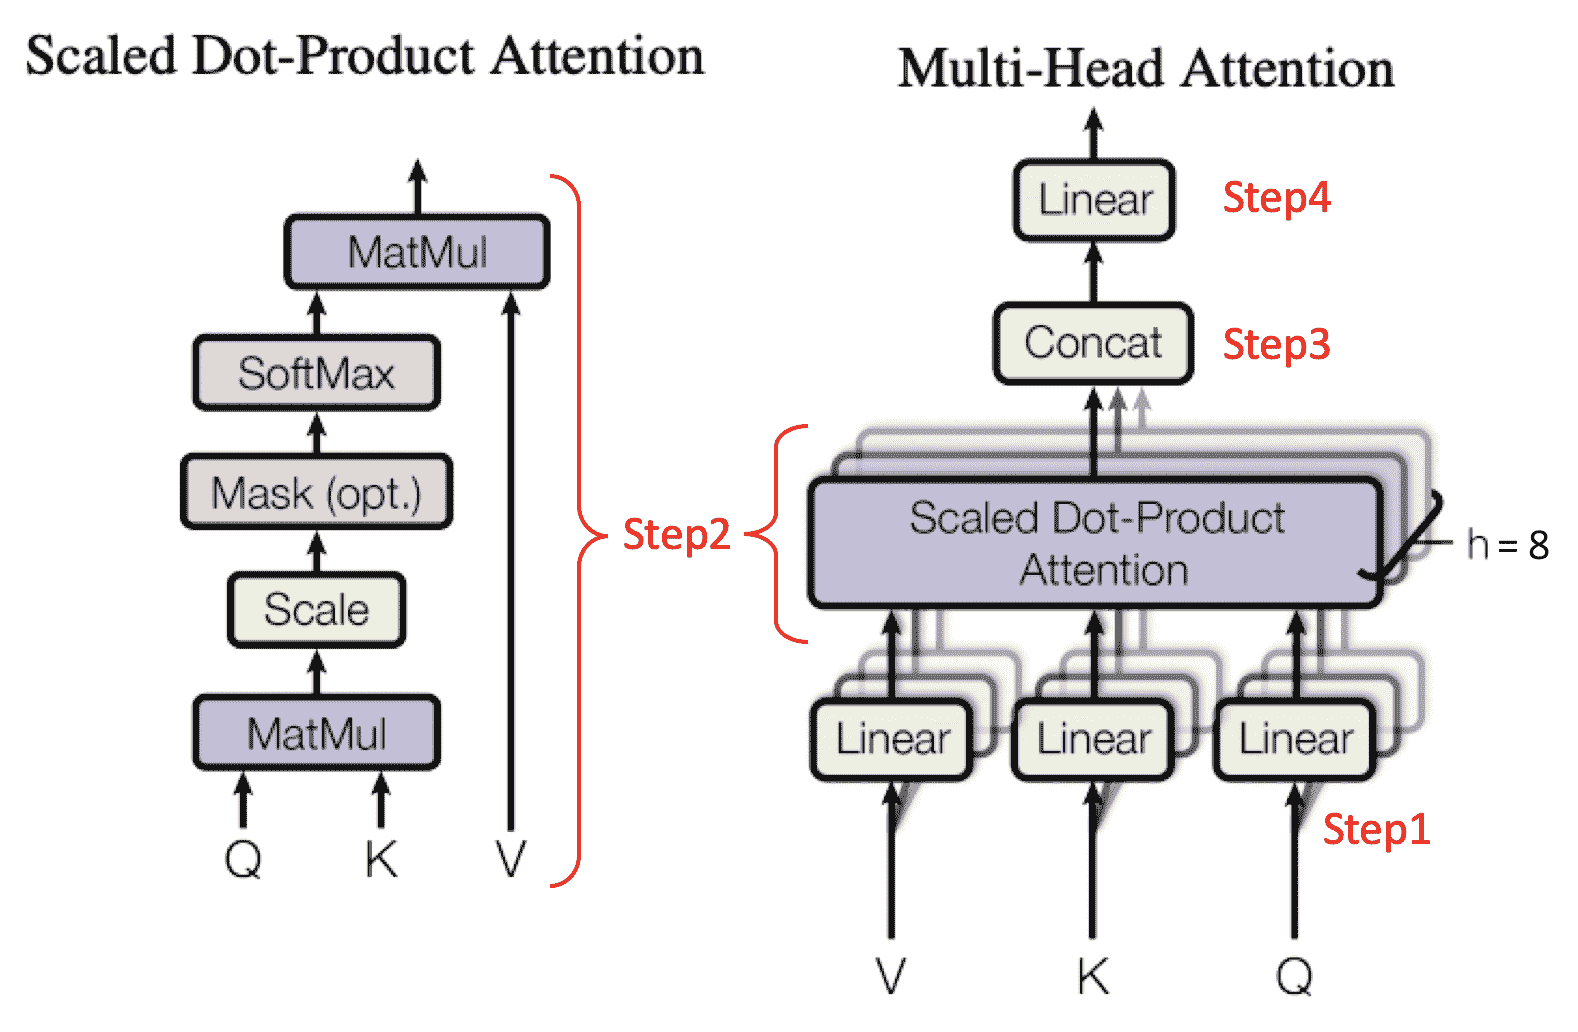 Scaled Dot-Product Attention
MatMul
SoftMax
Mask (opt.)
Scale
MatMul
Q K V
Step2
Multi-Head Attention
Linear
Step4
Concat
Step3
Scaled Dot-Product
Attention
h = 8
Linear Linear Linear
Step1
V K Q